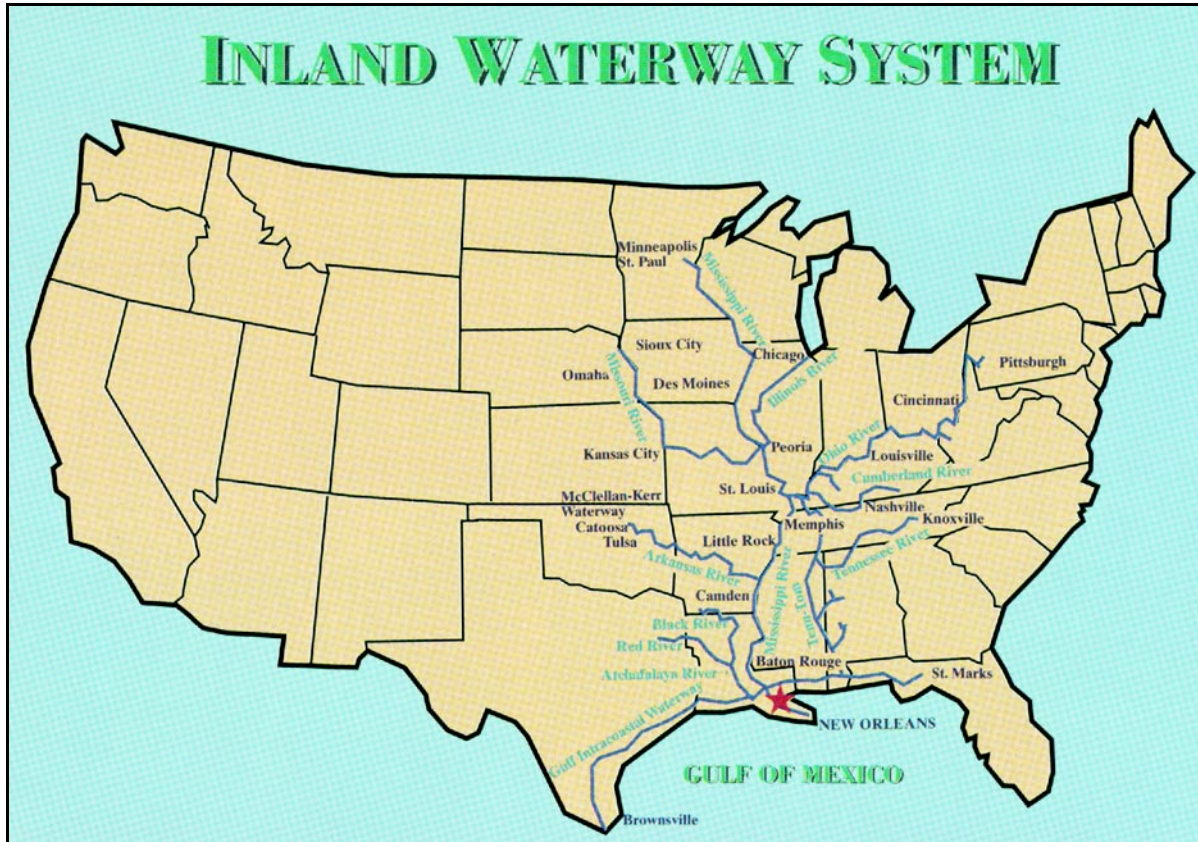 INLAND WATERWAY SYSTEM
Minneapolis
St. Paul
Mississippi River
Sioux City
Chicago
Omaha
Des Moines
Illinois River
Pittsburgh
Missouri River
Cincinnati
Kansas City
Peoria
Ohio River
Louisville
St. Louis
Cumberland River
McClellan-Kerr
Waterway
Nashville
Catoosa
Tulsa
Little Rock
Memphis
Knoxville
Arkansas River
Tennessee River
Camden
Mississippi River
Tenn-Tom
Black River
Red River
Baton Rouge
Atchafalaya River
St. Marks
Gulf Intracoastal Waterway
NEW ORLEANS
GULF OF MEXICO
Brownsville